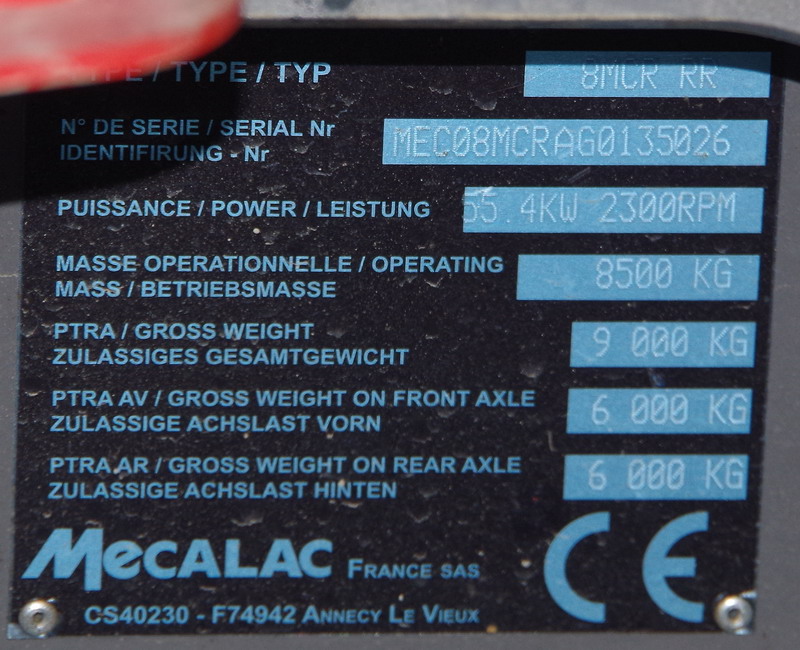 TYPE / TYPE / TYP 8MCR RR
N° DE SERIE / SERIAL Nr
IDENTIFIRUNG - Nr MEC08MCRAG0135026
PUISSANCE / POWER / LEISTUNG 55.4KW 2300RPM
MASSE OPERATIONNELLE / OPERATING
MASS / BETRIEBSMASSE 8500 KG
PTRA / GROSS WEIGHT
ZULASSIGES GESAMTGEWICHT 9 000 KG
PTRA AV / GROSS WEIGHT ON FRONT AXLE
ZULASSIGE ACHSLAST VORN 6 000 KG
PTRA AR / GROSS WEIGHT ON REAR AXLE
ZULASSIGE ACHSLAST HINTEN 6 000 KG
MECALAC FRANCE SAS CE
CS40230 - F74942 ANNECY LE VIEUX